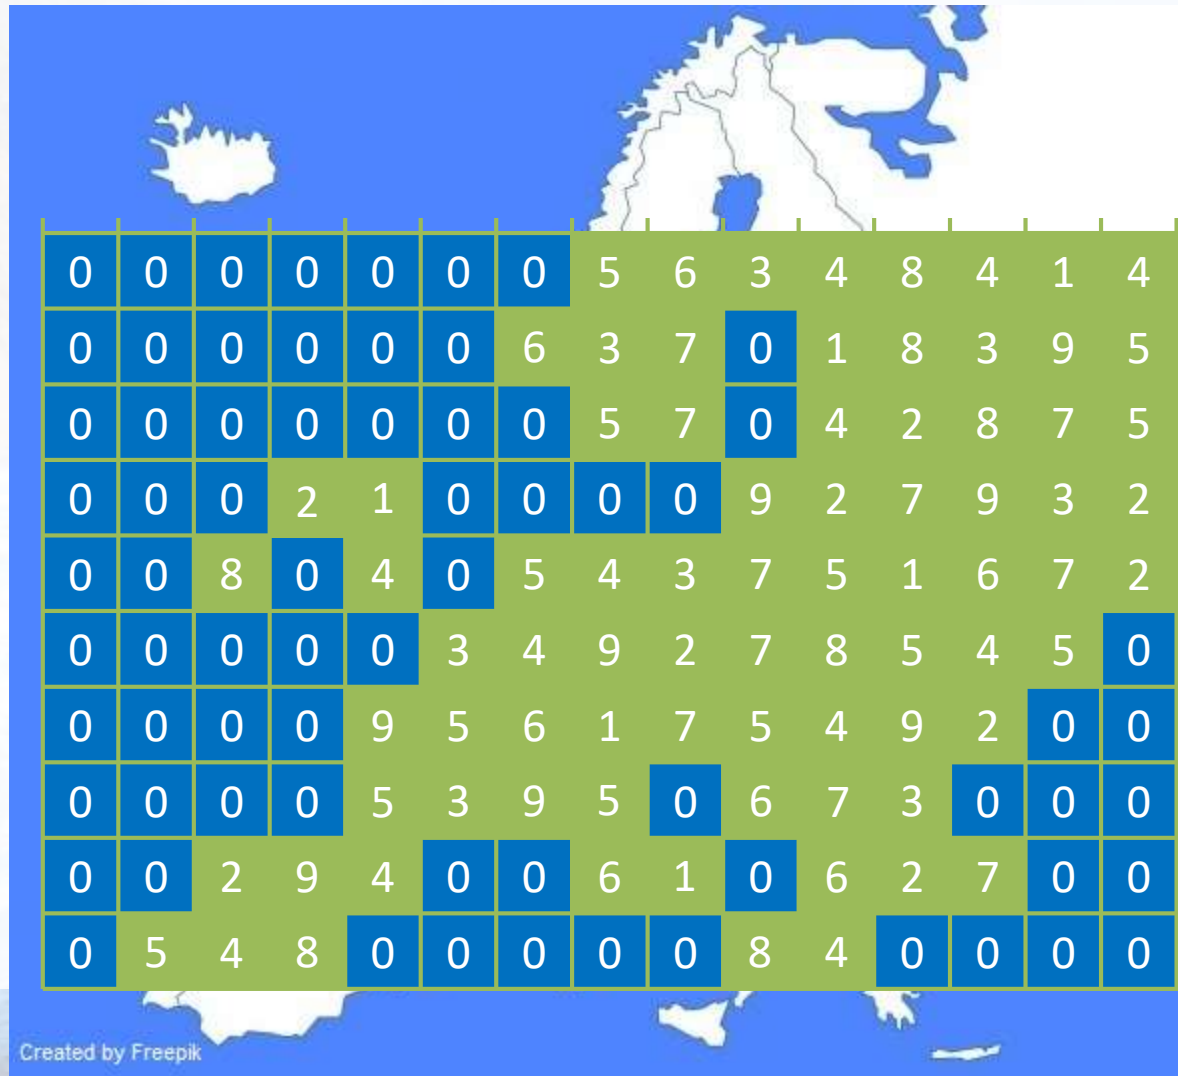 0 0 0 0 0 0 0 5 6 3 4 8 4 1 4
0 0 0 0 0 0 6 3 7 0 1 8 3 9 5
0 0 0 0 0 0 0 5 7 0 4 2 8 7 5
0 0 0 2 1 0 0 0 0 9 2 7 9 3 2
0 0 8 0 4 0 5 4 3 7 5 1 6 7 2
0 0 0 0 0 3 4 9 2 7 8 5 4 5 0
0 0 0 0 9 5 6 1 7 5 4 9 2 0 0
0 0 0 0 5 3 9 5 0 6 7 3 0 0 0
0 0 2 9 4 0 0 6 1 0 6 2 7 0 0
0 5 4 8 0 0 0 0 0 8 4 0 0 0 0
Created by Freepik